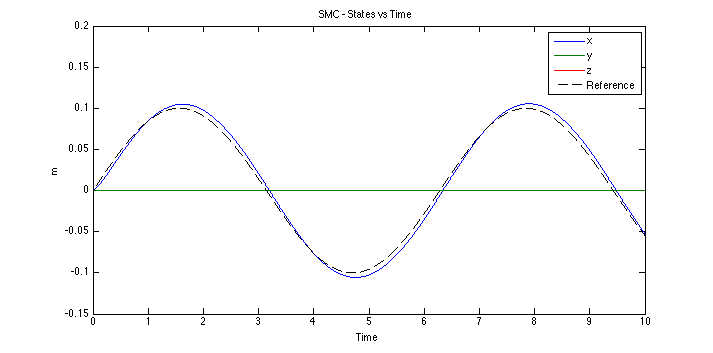 SMC - States vs Time
0.2
x
y
z
Reference
0.15
0.1
0.05
0
-0.05
-0.1
-0.15
m
0 1 2 3 4 5 6 7 8 9 10
Time